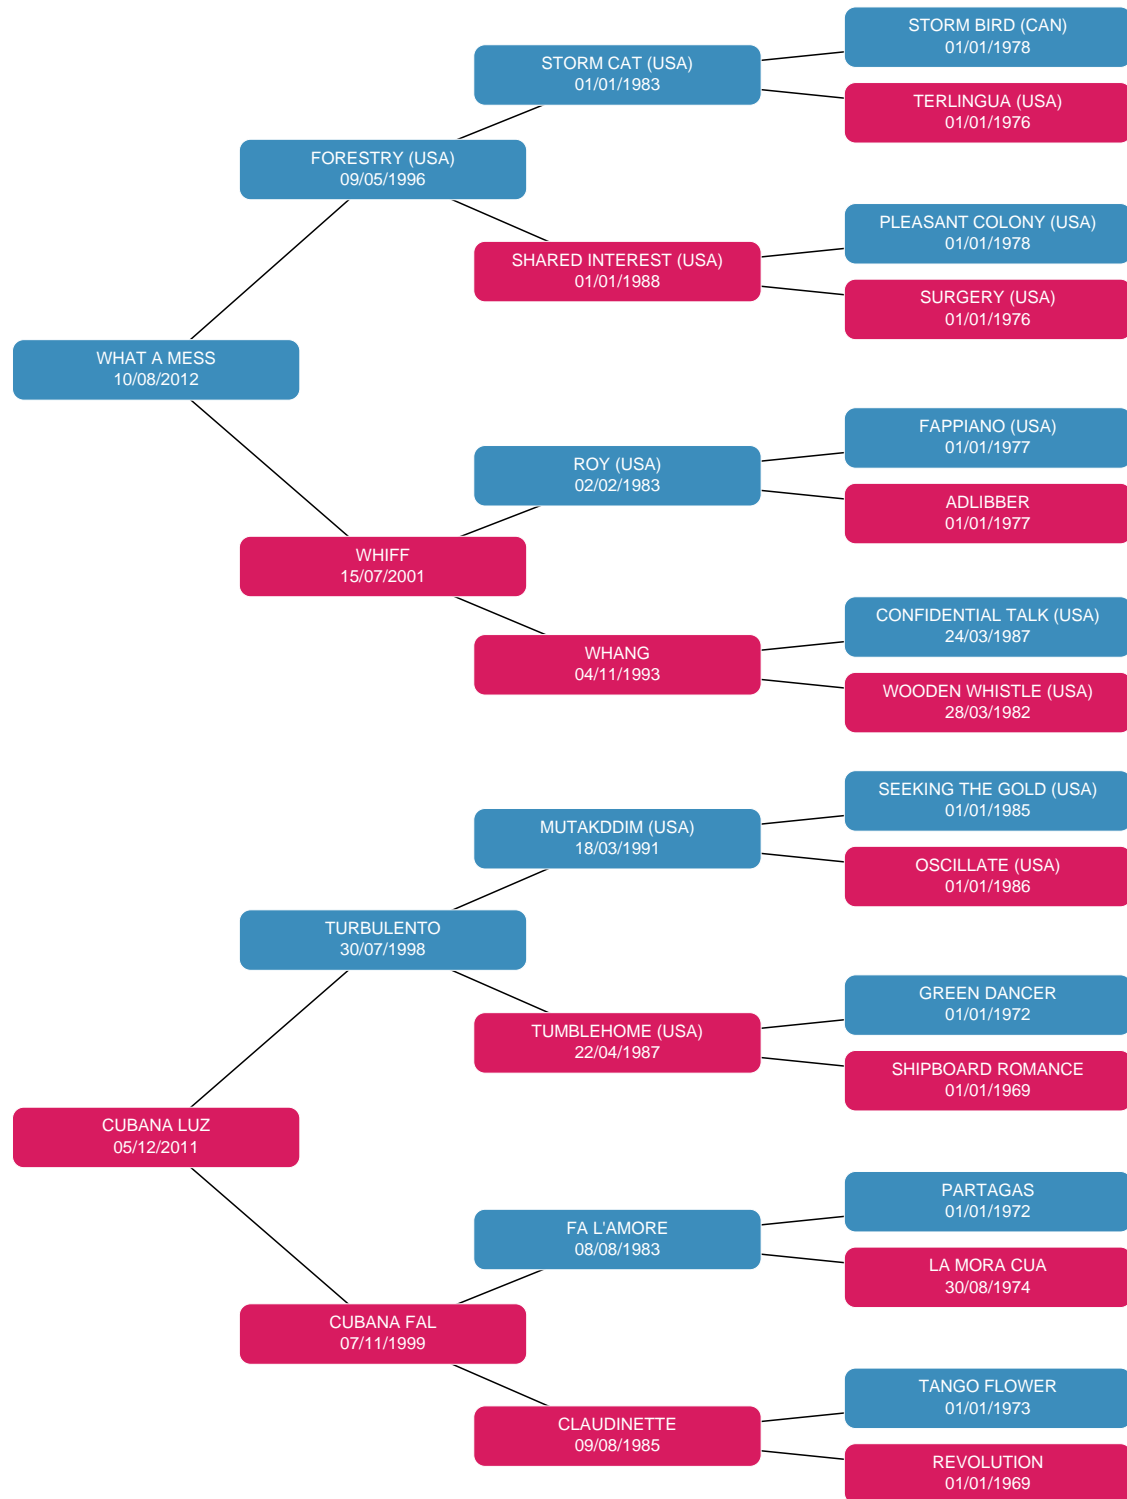 STORM BIRD (CAN)
01/01/1978
STORM CAT (USA)
01/01/1983
TERLINGUA (USA)
01/01/1976
FORESTRY (USA)
09/05/1996
PLEASANT COLONY (USA)
01/01/1978
SHARED INTEREST (USA)
01/01/1988
SURGERY (USA)
01/01/1976
WHAT A MESS
10/08/2012
FAPPIANO (USA)
01/01/1977
ROY (USA)
02/02/1983
ADLIBBER
01/01/1977
WHIFF
15/07/2001
CONFIDENTIAL TALK (USA)
24/03/1987
WHANG
04/11/1993
WOODEN WHISTLE (USA)
28/03/1982
SEEKING THE GOLD (USA)
01/01/1985
MUTAKDDIM (USA)
18/03/1991
OSCILLATE (USA)
01/01/1986
TURBULENTO
30/07/1998
GREEN DANCER
01/01/1972
TUMBLEHOME (USA)
22/04/1987
SHIPBOARD ROMANCE
01/01/1969
CUBANA LUZ
05/12/2011
PARTAGAS
01/01/1972
FA L'AMORE
08/08/1983
LA MORA CUA
30/08/1974
CUBANA FAL
07/11/1999
TANGO FLOWER
01/01/1973
CLAUDINETTE
09/08/1985
REVOLUTION
01/01/1969